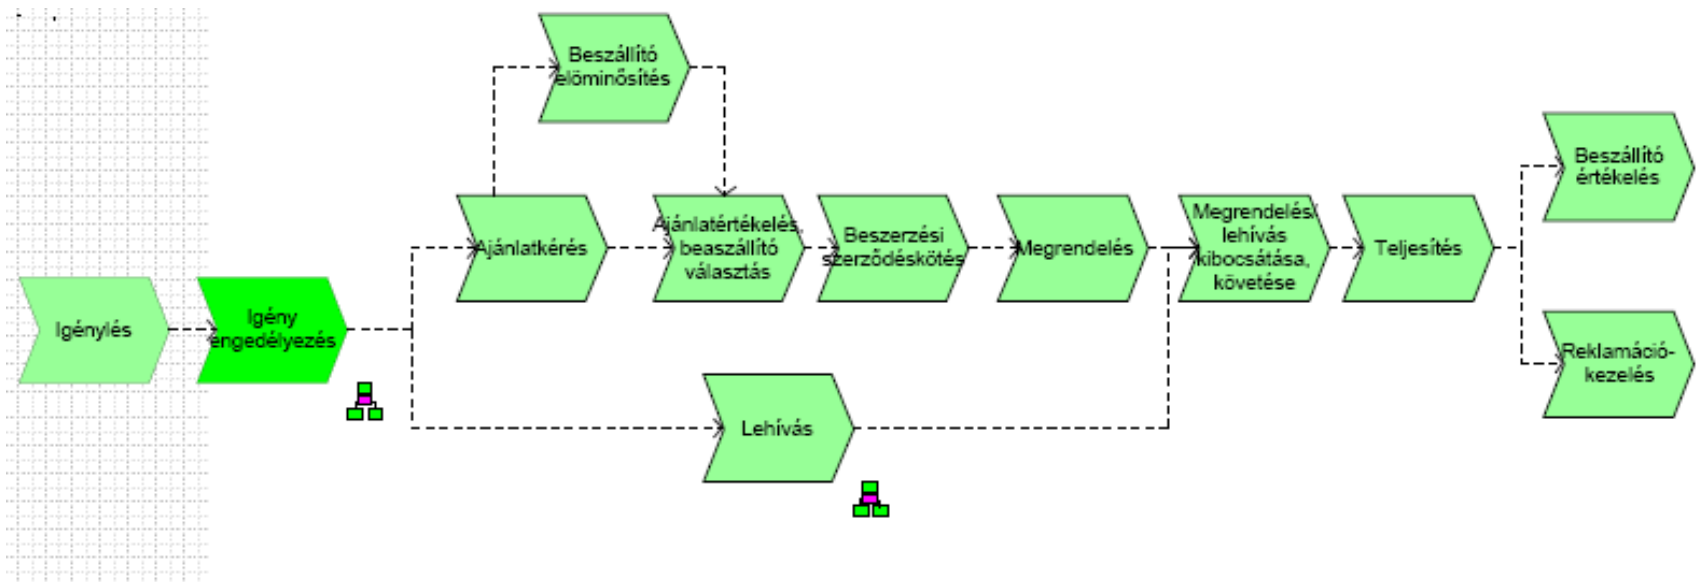 Beszállító
elöminősítés
Beszállító
értékelés
Ajánlatkérés
Ajánlatértékelés,
beaszállító
választás
Beszerzési
szerződéskötés
Megrendelés
Megrendelés/
lehívás
kibocsátása,
követése
Teljesítés
Igénylés
Igény
engedélyezés
Reklamáció-
kezelés
Lehívás